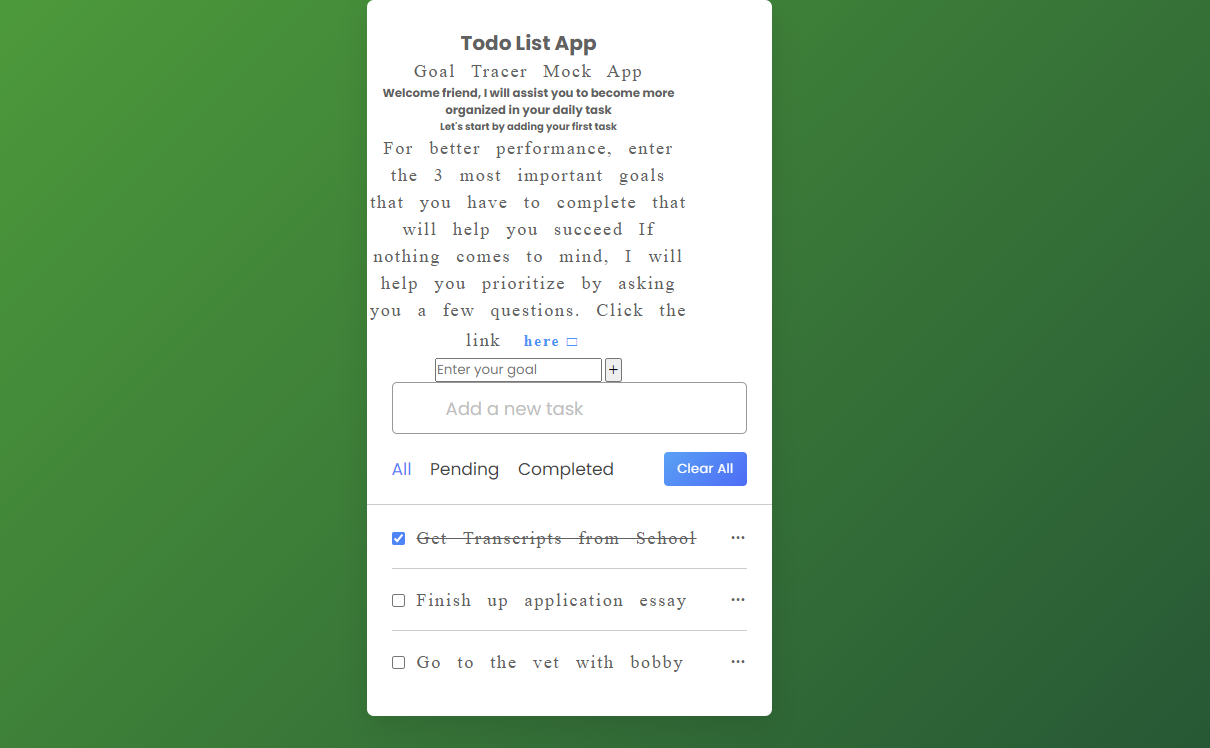 Todo List App
Goal Tracer Mock App
Welcome friend, I will assist you to become more
organized in your daily task
Let's start by adding your first task
For better performance, enter
the 3 most important goals
that you have to complete that
will help you succeed If
nothing comes to mind, I will
help you prioritize by asking
you a few questions. Click the
link here
Enter your goal +
Add a new task
All Pending Completed Clear All
Get Transcripts from School
Finish up application essay
Go to the vet with bobby